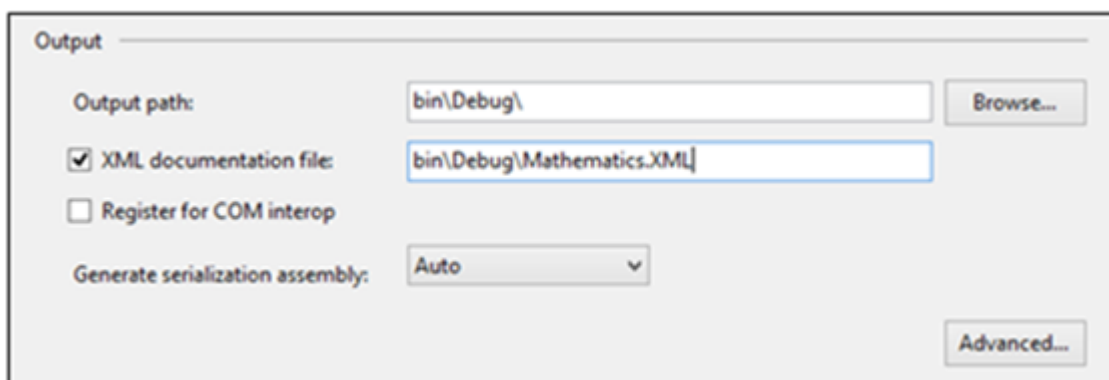 Output
Output path: bin\Debug\ Browse...
XML documentation file: bin\Debug\Mathematics.XML
Register for COM interop
Generate serialization assembly: Auto
Advanced...